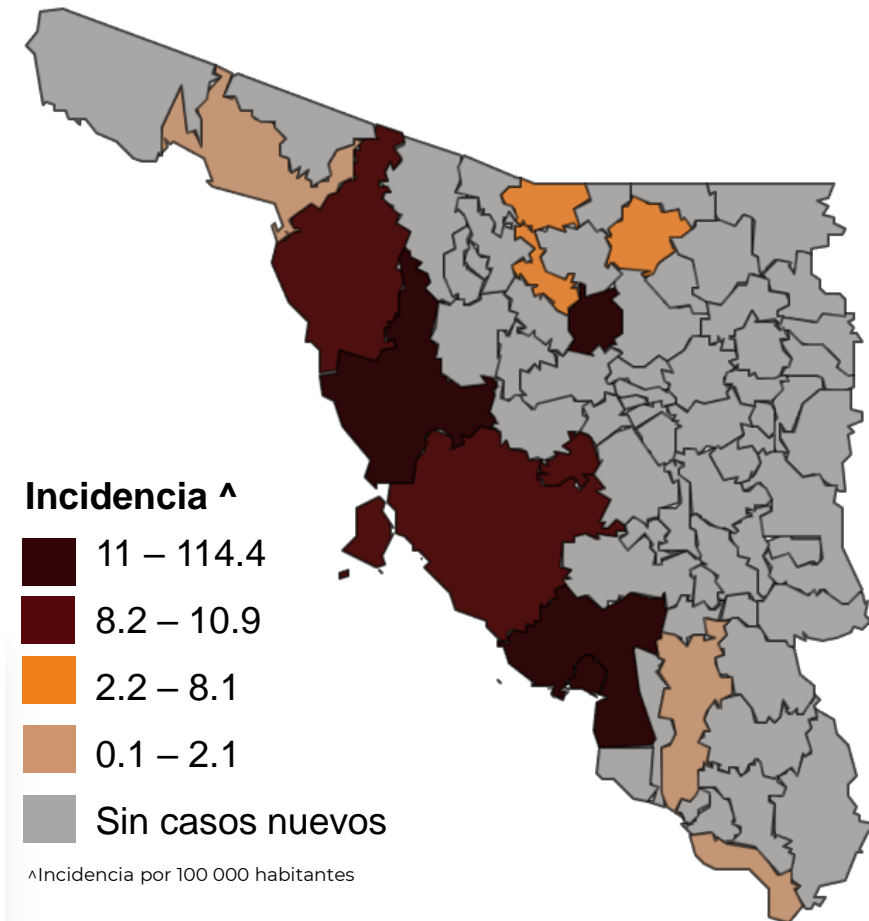 Incidencia ^
11 – 114.4
8.2 – 10.9
2.2 – 8.1
0.1 – 2.1
Sin casos nuevos
^Incidencia por 100 000 habitantes